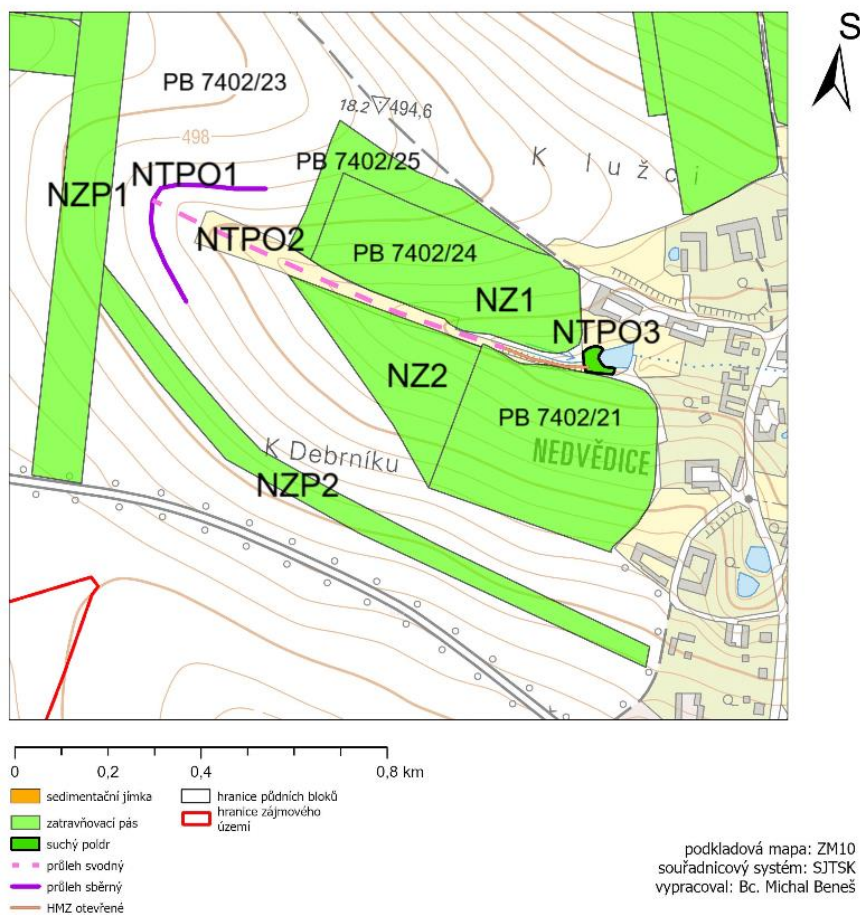 S
PB 7402/23
18.2 494,6
498
K lužci
PB 7402/25
NZP1
NTPO1
NTPO2
PB 7402/24
NZ1
NTPO3
NZ2
PB 7402/21
K Debrníku
NEDVĚDICE
NZP2
0 0,2 0,4 0,8 km
sedimentační jímka
zatravňovací pás
suchý poldr
průleh svodný
průleh sběrný
HMZ otevřené
hranice půdních bloků
hranice zájmového
území
podkladová mapa: ZM10
souřadnicový systém: SJTSK
vypracoval: Bc. Michal Beneš